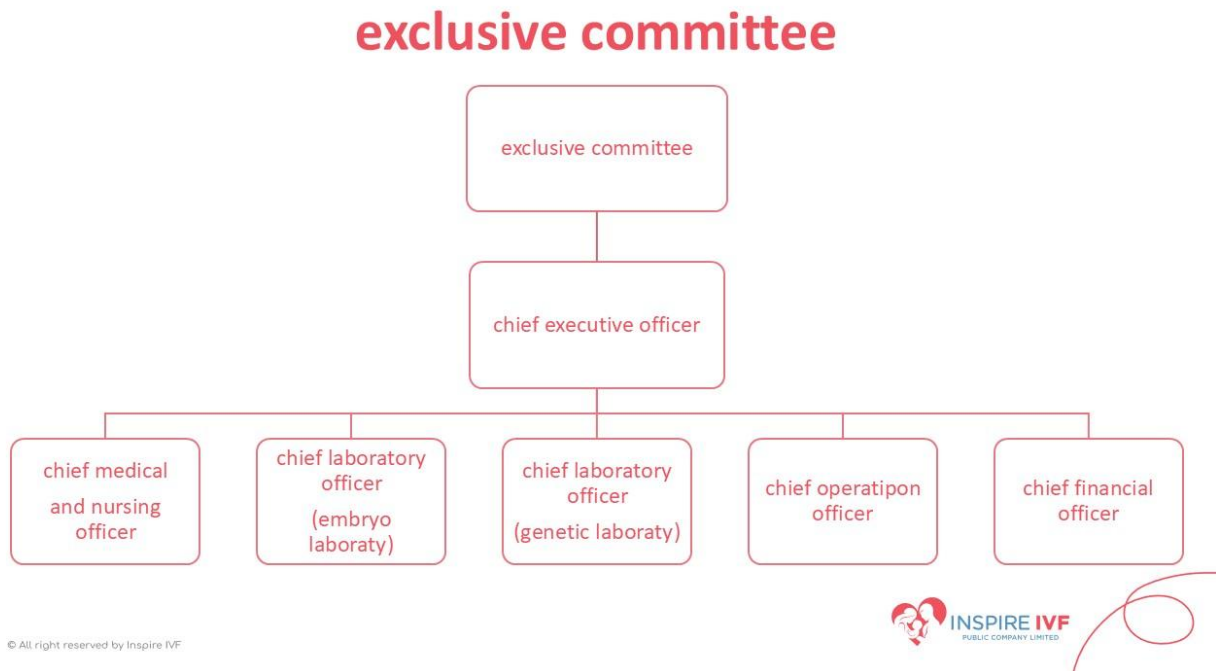 exclusive committee
exclusive committee
chief executive officer
chief medical
and nursing
officer
chief laboratory
officer
(embryo
laboraty)
chief laboratory
officer
(genetic laboraty)
chief operatipon
officer
chief financial
officer
INSPIRE IVF
PUBLIC COMPANY LIMITED
© All right reserved by Inspire IVF